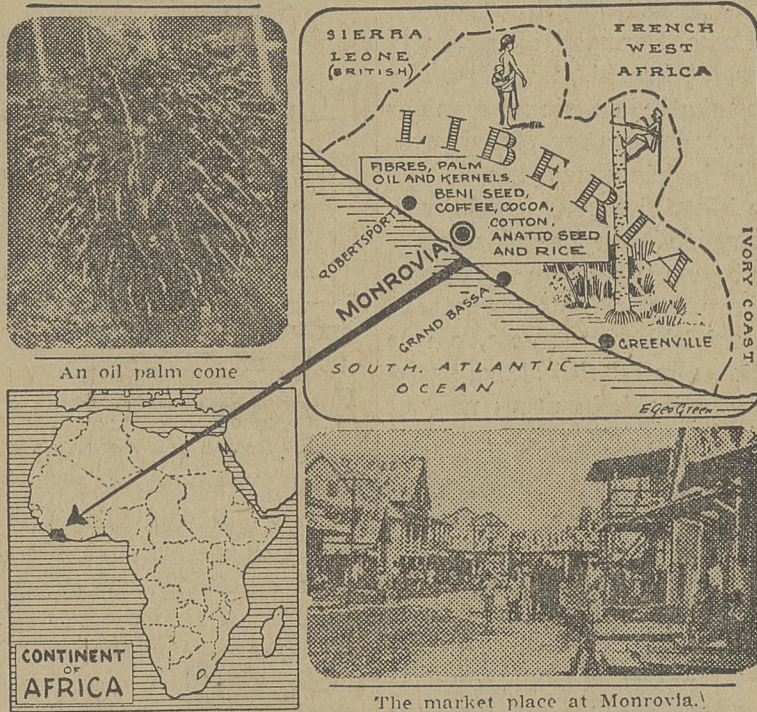 SIERRA
LEONE
(BRITISH)
FRENCH
WEST
AFRICA
LIBERIA
FIBRES, PALM
OIL AND KERNELS,
BENI SEED,
COFFEE, COCOA,
COTTON,
ANATTO SEED
AND RICE
ROBERTSPORT
MONROVIA
GRAND BASSA
GREENVILLE
IVORY COAST
SOUTH. ATLANTIC
OCEAN
EGeoGreen
An oil palm cone
CONTINENT
OF
AFRICA
The market place at Monrovia.